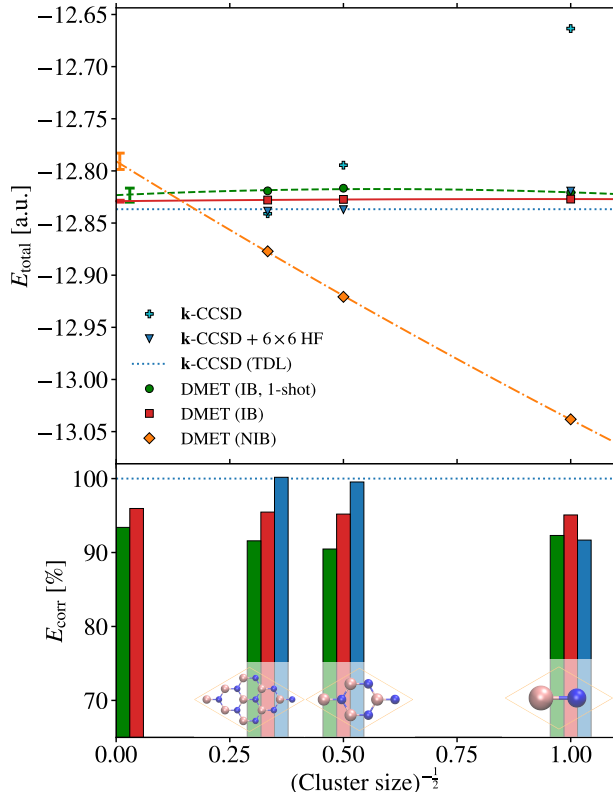 −12.65
−12.70
−12.75
−12.80
−12.85
−12.90
−12.95
−13.00
−13.05
E_total [a.u.]
k-CCSD
k-CCSD + 6×6 HF
k-CCSD (TDL)
DMET (IB, 1-shot)
DMET (IB)
DMET (NIB)
100
90
80
70
E_corr [%]
0.00 0.25 0.50 0.75 1.00
(Cluster size)^{-\frac{1}{2}}